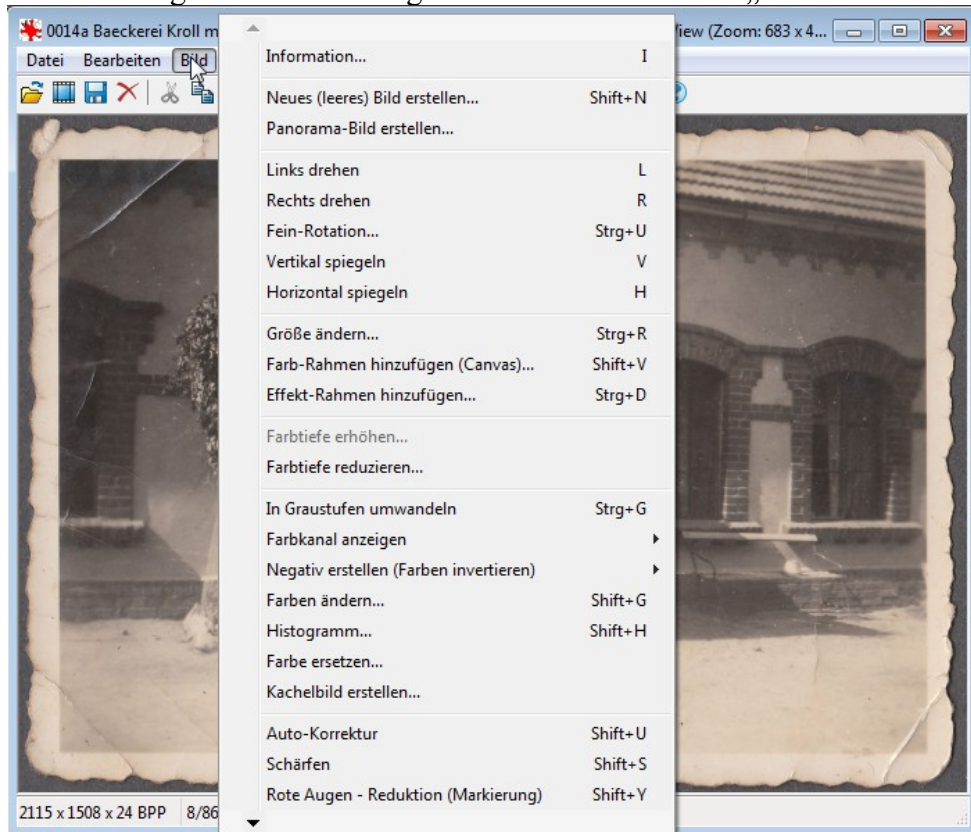 0014a Baeckerei Kroll m
iew (Zoom: 683 x 4...
Datei Bearbeiten Bild
Information... I
Neues (leeres) Bild erstellen... Shift+N
Panorama-Bild erstellen...
Links drehen L
Rechts drehen R
Fein-Rotation... Strg+U
Vertikal spiegeln V
Horizontal spiegeln H
Größe ändern... Strg+R
Farb-Rahmen hinzufügen (Canvas)... Shift+V
Effekt-Rahmen hinzufügen... Strg+D
Farbtiefe erhöhen...
Farbtiefe reduzieren...
In Graustufen umwandeln Strg+G
Farbkanal anzeigen
Negativ erstellen (Farben invertieren)
Farben ändern... Shift+G
Histogramm... Shift+H
Farbe ersetzen...
Kachelbild erstellen...
Auto-Korrektur Shift+U
Schärfen Shift+S
Rote Augen - Reduktion (Markierung) Shift+Y
2115 x 1508 x 24 BPP 8/86